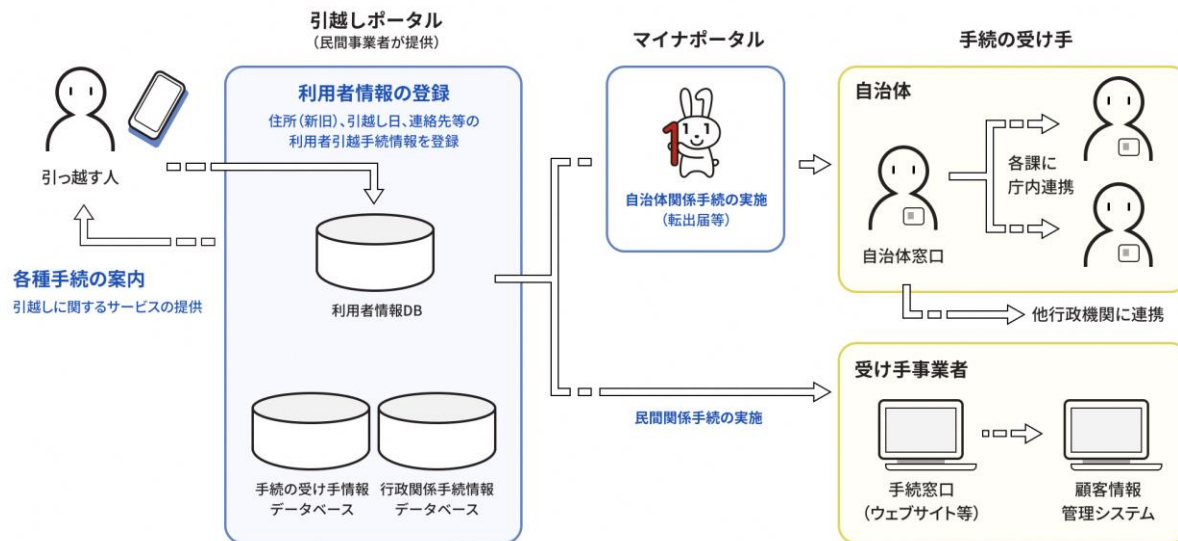 引越しポータル
（民間事業者が提供）
マイナポータル
手続の受け手
引っ越す人
各種手続の案内
引越しに関するサービスの提供
利用者情報の登録
住所（新旧）、引越し日、連絡先等の
利用者引越手続情報を登録
利用者情報DB
手続の受け手情報
データベース
行政関係手続情報
データベース
1
自治体関係手続の実施
（転出届等）
自治体
自治体窓口
各課に
庁内連携
他行政機関に連携
民間関係手続の実施
受け手事業者
手続窓口
（ウェブサイト等）
顧客情報
管理システム